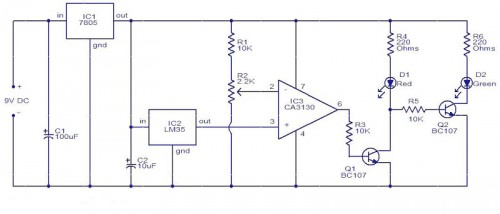 IC1
7805
in
out
gnd
R4
220
Ohms
R6
220
Ohms
R1
10K
R2
2.2K
D1
Red
D2
Green
9V DC
+
-
IC3
CA3130
2
-
7
6
3
+
4
in
IC2
LM35
out
gnd
R5
10K
Q2
BC107
R3
10K
+
C1
100uF
+
C2
10uF
Q1
BC107